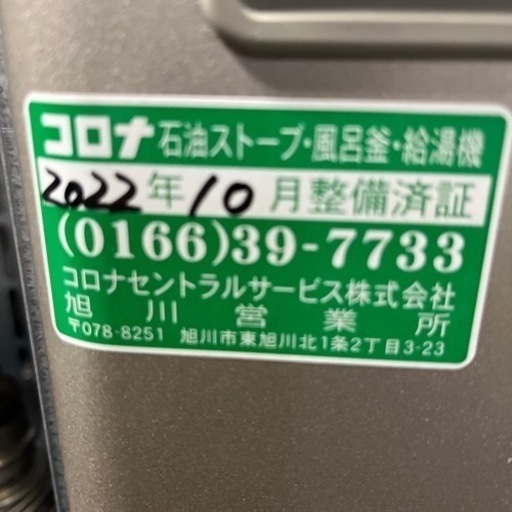 コロナ 石油ストーブ・風呂釜・給湯機
2022年10月整備済証
(0166)39-7733
コロナセントラルサービス株式会社
旭川営業所
〒078-8251 旭川市東旭川北1条2丁目3-23